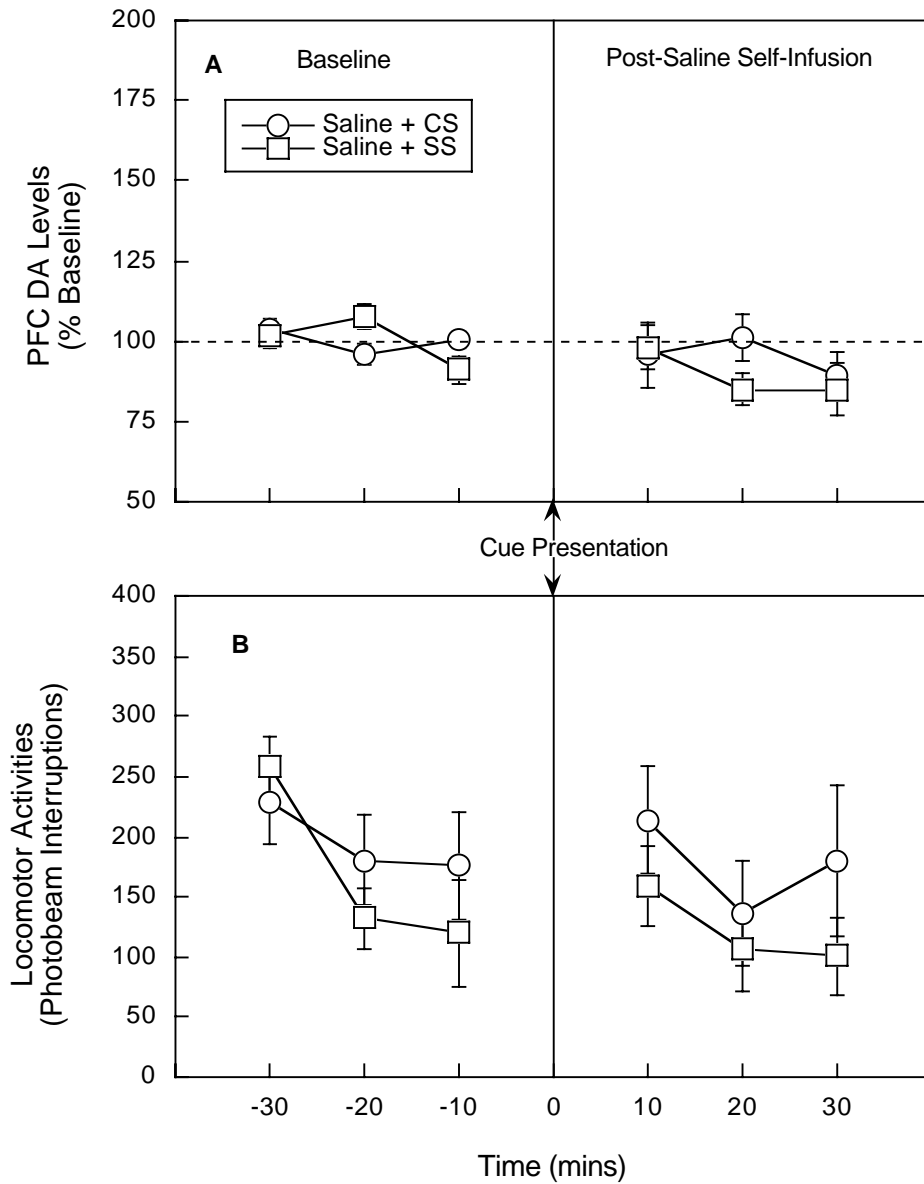 200
A
Baseline
Post-Saline Self-Infusion
175
Saline + CS
Saline + SS
150
125
100
75
50
PFC DA Levels
(% Baseline)
Cue Presentation
400
B
350
300
250
200
150
100
50
0
Locomotor Activities
(Photobeam Interruptions)
-30 -20 -10 0 10 20 30
Time (mins)